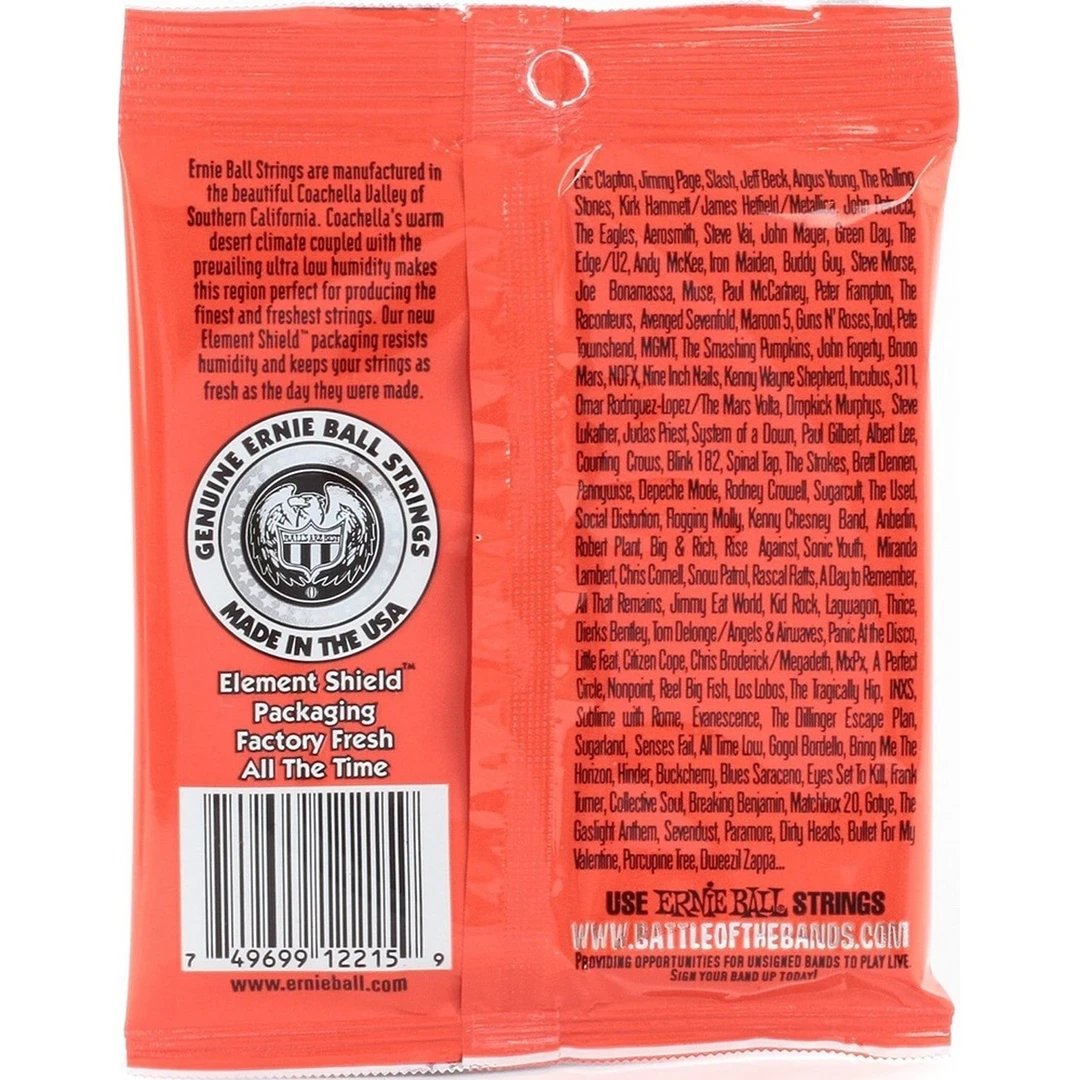 Ernie Ball Strings are manufactured in
the beautiful Coachella Valley of
Southern California. Coachella's warm
desert climate coupled with the
prevailing ultra low humidity makes
this region perfect for producing the
finest and freshest strings. Our new
Element Shield™ packaging resists
humidity and keeps your strings as
fresh as the day they were made.
GENUINE ERNIE BALL STRINGS
MADE IN THE USA
Element Shield™
Packaging
Factory Fresh
All The Time
7 49699 12215 9
www.ernieball.com
Eric Clapton, Jimmy Page, Slash, Jeff Beck, Angus Young, The Rolling
Stones, Kirk Hammett/James Hetfield/Metallica, John Petrucci,
The Eagles, Aerosmith, Steve Vai, John Mayer, Green Day, The
Edge/U2, Andy McKee, Iron Maiden, Buddy Guy, Steve Morse,
Joe Bonamassa, Muse, Paul McCartney, Peter Frampton, The
Raconteurs, Avenged Sevenfold, Maroon 5, Guns N' Roses, Tool, Pete
Townshend, MGMT, The Smashing Pumpkins, John Fogerty, Bruno
Mars, NOFX, Nine Inch Nails, Kenny Wayne Shepherd, Incubus, 311,
Omar Rodriguez-Lopez/The Mars Volta, Dropkick Murphys, Steve
Lukather, Judas Priest, System of a Down, Paul Gilbert, Albert Lee,
Counting Crows, Blink 182, Spinal Tap, The Strokes, Brett Dennen,
Pennywise, Depeche Mode, Rodney Crowell, Sugarcult, The Used,
Social Distortion, Flogging Molly, Kenny Chesney Band, Anberlin,
Robert Plant, Big & Rich, Rise Against, Sonic Youth, Miranda
Lambert, Chris Cornell, Snow Patrol, Rascal Flatts, A Day to Remember,
All That Remains, Jimmy Eat World, Kid Rock, Lagwagon, Thrice,
Dierks Bentley, Tom Delonge/Angels & Airwaves, Panic At the Disco,
Little Feat, Citizen Cope, Chris Broderick/Megadeth, MxPx, A Perfect
Circle, Nonpoint, Reel Big Fish, Los Lobos, The Tragically Hip, INXS,
Sublime with Rome, Evanescence, The Dillinger Escape Plan,
Sugarland, Senses Fail, All Time Low, Gogol Bordello, Bring Me The
Horizon, Hinder, Buckcherry, Blues Saraceno, Eyes Set To Kill, Frank
Turner, Collective Soul, Breaking Benjamin, Matchbox 20, Gotye, The
Gaslight Anthem, Sevendust, Paramore, Dirty Heads, Bullet For My
Valentine, Porcupine Tree, Dweezil Zappa...
USE ERNIE BALL® STRINGS
WWW.BATTLEOFTHEBANDS.COM
PROVIDING OPPORTUNITIES FOR UNSIGNED BANDS TO PLAY LIVE.
SIGN YOUR BAND UP TODAY!